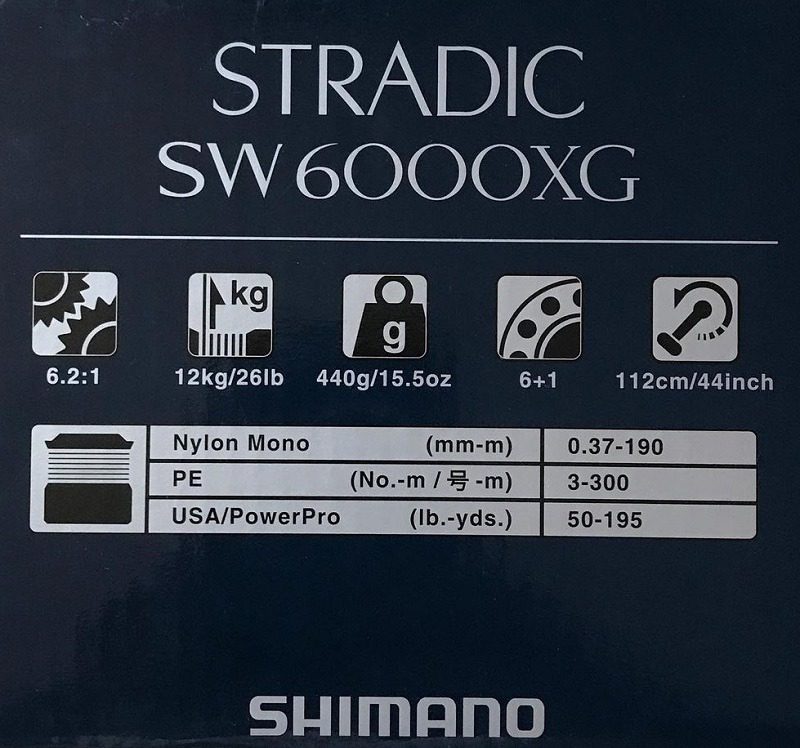 STRADIC
SW 6000XG
kg
g
6.2:1 12kg/26lb 440g/15.5oz 6+1 112cm/44inch
Nylon Mono (mm-m) 0.37-190
PE (No.-m / 号 -m) 3-300
USA/PowerPro (lb.-yds.) 50-195
SHIMANO